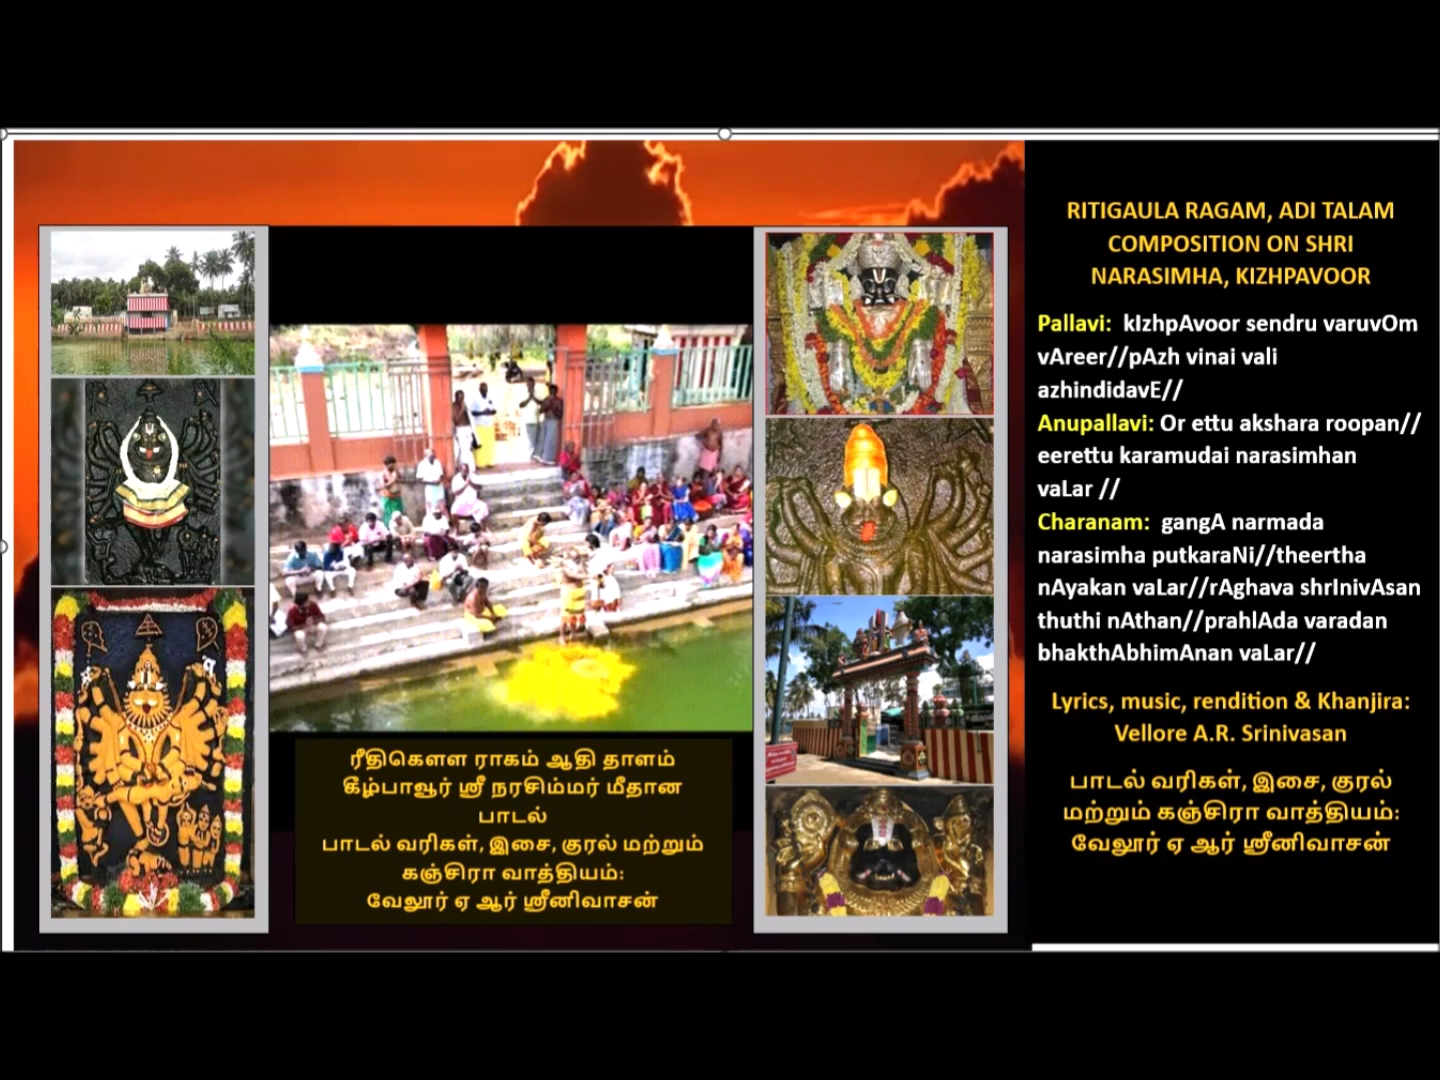 RITIGAULA RAGAM, ADI TALAM
COMPOSITION ON SHRI
NARASIMHA, KIZHPAVOOR
Pallavi: kIzhpAvoor sendru varuvOm
vAreer//pAzh vinai vali
azhindidavE//
Anupallavi: Or ettu akshara roopan//
eerettu karamudai narasimhan
vaLar //
Charanam: gangA narmada
narasimha putkaraNi//theertha
nAyakan vaLar//rAghava shrInivAsan
thuthi nAthan//prahlAda varadan
bhakthAbhimAnan vaLar//
Lyrics, music, rendition & Khanjira:
Vellore A.R. Srinivasan
பாடல் வரிகள், இசை, குரல்
மற்றும் கஞ்சிரா வாத்தியம்:
வேலூர் ஏ ஆர் ஸ்ரீனிவாசன்
ரீதிகௌள ராகம் ஆதி தாளம்
கீழ்பாவூர் ஸ்ரீ நரசிம்மர் மீதான
பாடல்
பாடல் வரிகள், இசை, குரல் மற்றும்
கஞ்சிரா வாத்தியம்:
வேலூர் ஏ ஆர் ஸ்ரீனிவாசன்